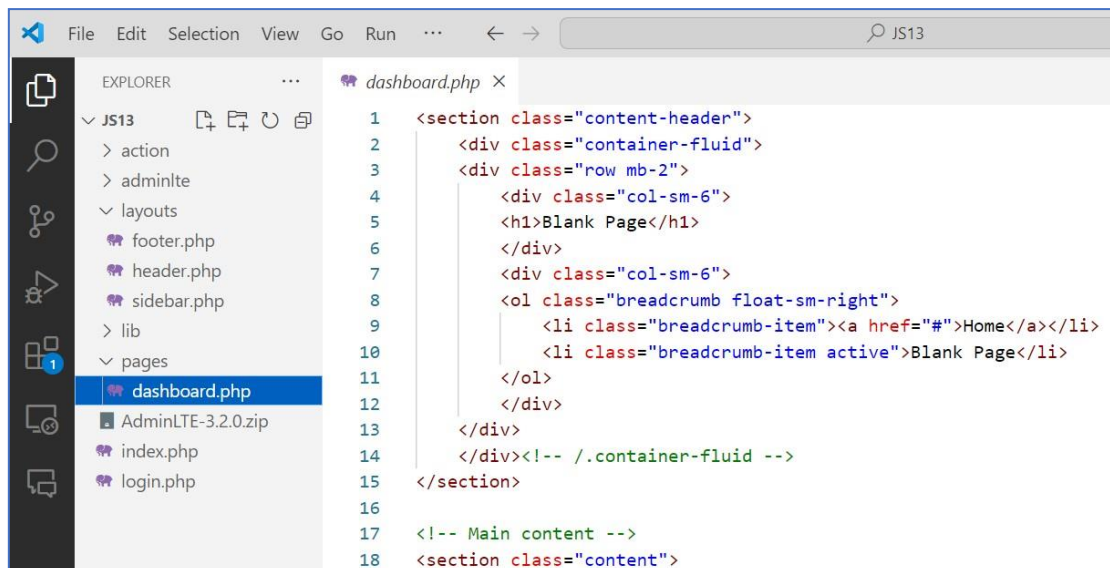 File Edit Selection View Go Run ··· JS13
EXPLORER ···
JS13
action
adminlte
layouts
footer.php
header.php
sidebar.php
lib
pages
dashboard.php
AdminLTE-3.2.0.zip
index.php
login.php
1
dashboard.php
1 <section class="content-header">
2 <div class="container-fluid">
3 <div class="row mb-2">
4 <div class="col-sm-6">
5 <h1>Blank Page</h1>
6 </div>
7 <div class="col-sm-6">
8 <ol class="breadcrumb float-sm-right">
9 <li class="breadcrumb-item"><a href="#">Home</a></li>
10 <li class="breadcrumb-item active">Blank Page</li>
11 </ol>
12 </div>
13 </div>
14 </div><!-- /.container-fluid -->
15 </section>
16
17 <!-- Main content -->
18 <section class="content">